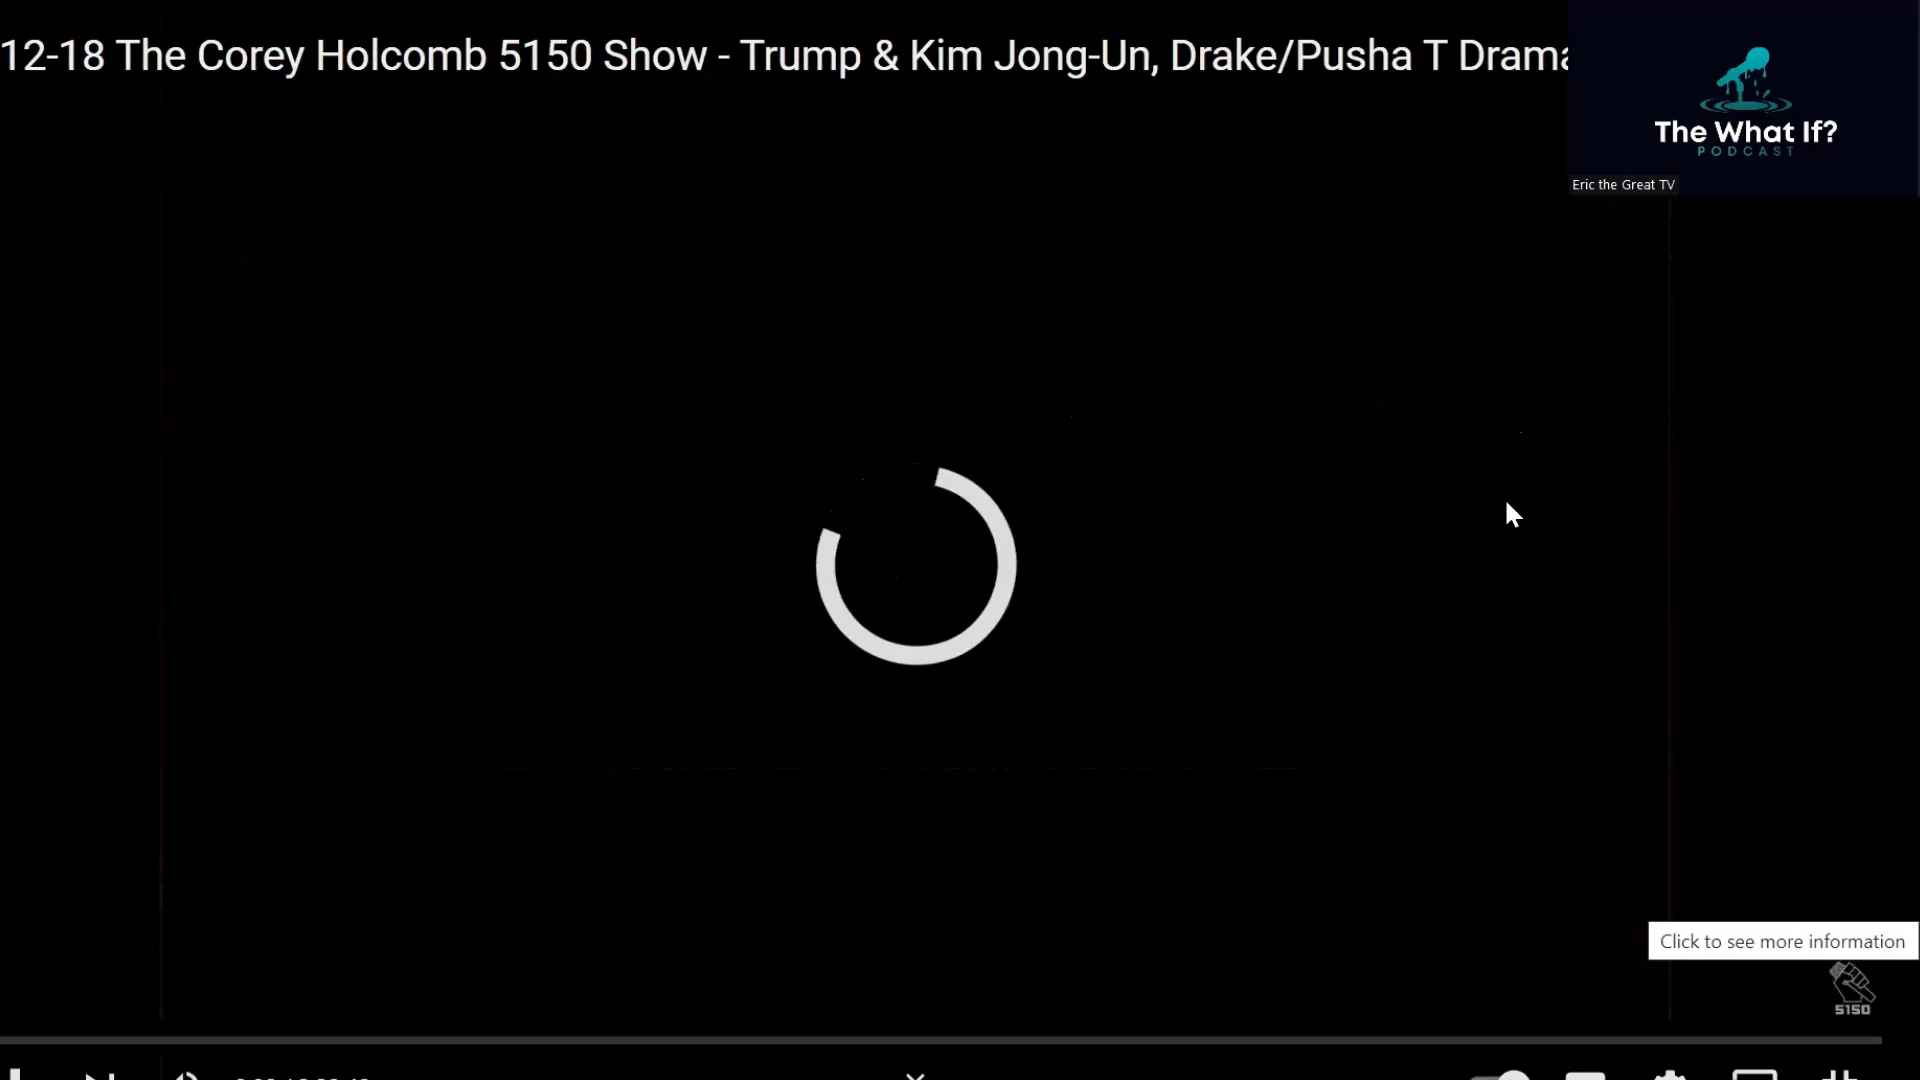 12-18 The Corey Holcomb 5150 Show - Trump & Kim Jong-Un, Drake/Pusha T Drama
The What If?
PODCAST
Eric the Great TV
Click to see more information
5150